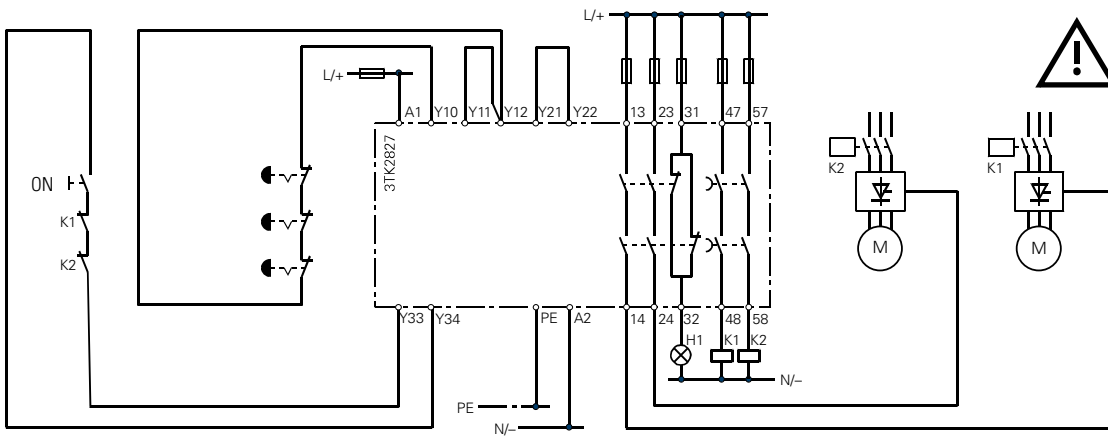 L/+
L/+
A1 Y10 Y11 Y12 Y21 Y22 13 23 31 47 57
3TK2827
K2
K1
ON
K1
K2
M
M
Y33 Y34 PE A2 14 24 32 48 58
H1 K1 K2
N/–
PE
N/–